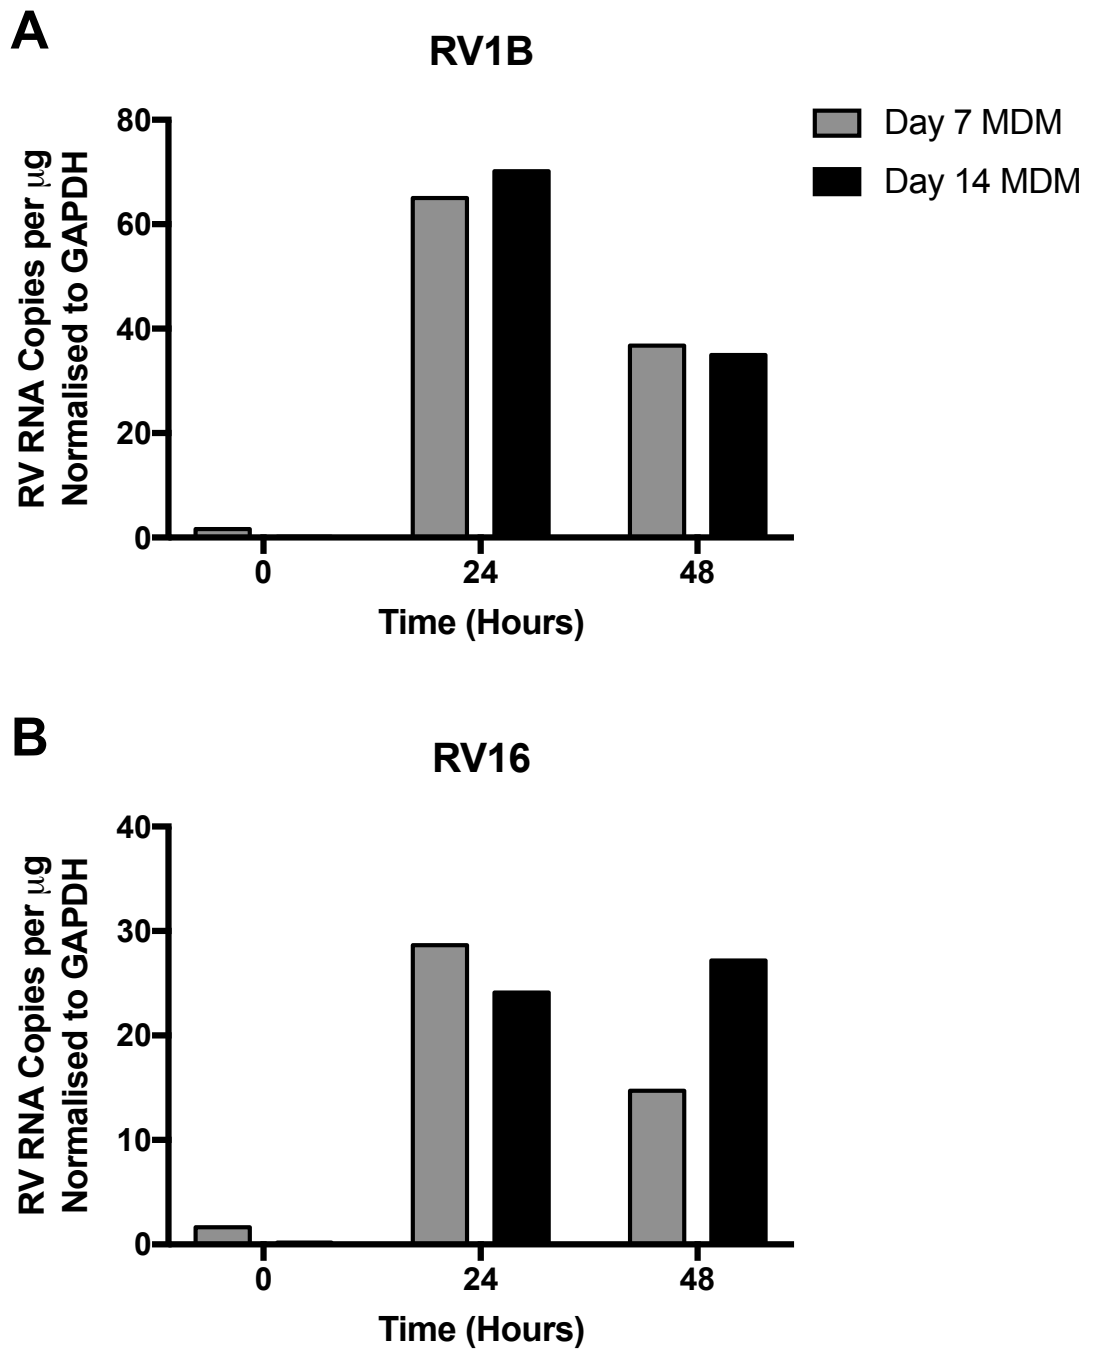 A
RV1B
Day 7 MDM
Day 14 MDM
RV RNA Copies per μg
Normalised to GAPDH
80
60
40
20
0
0 24 48
Time (Hours)
B
RV16
RV RNA Copies per μg
Normalised to GAPDH
40
30
20
10
0
0 24 48
Time (Hours)